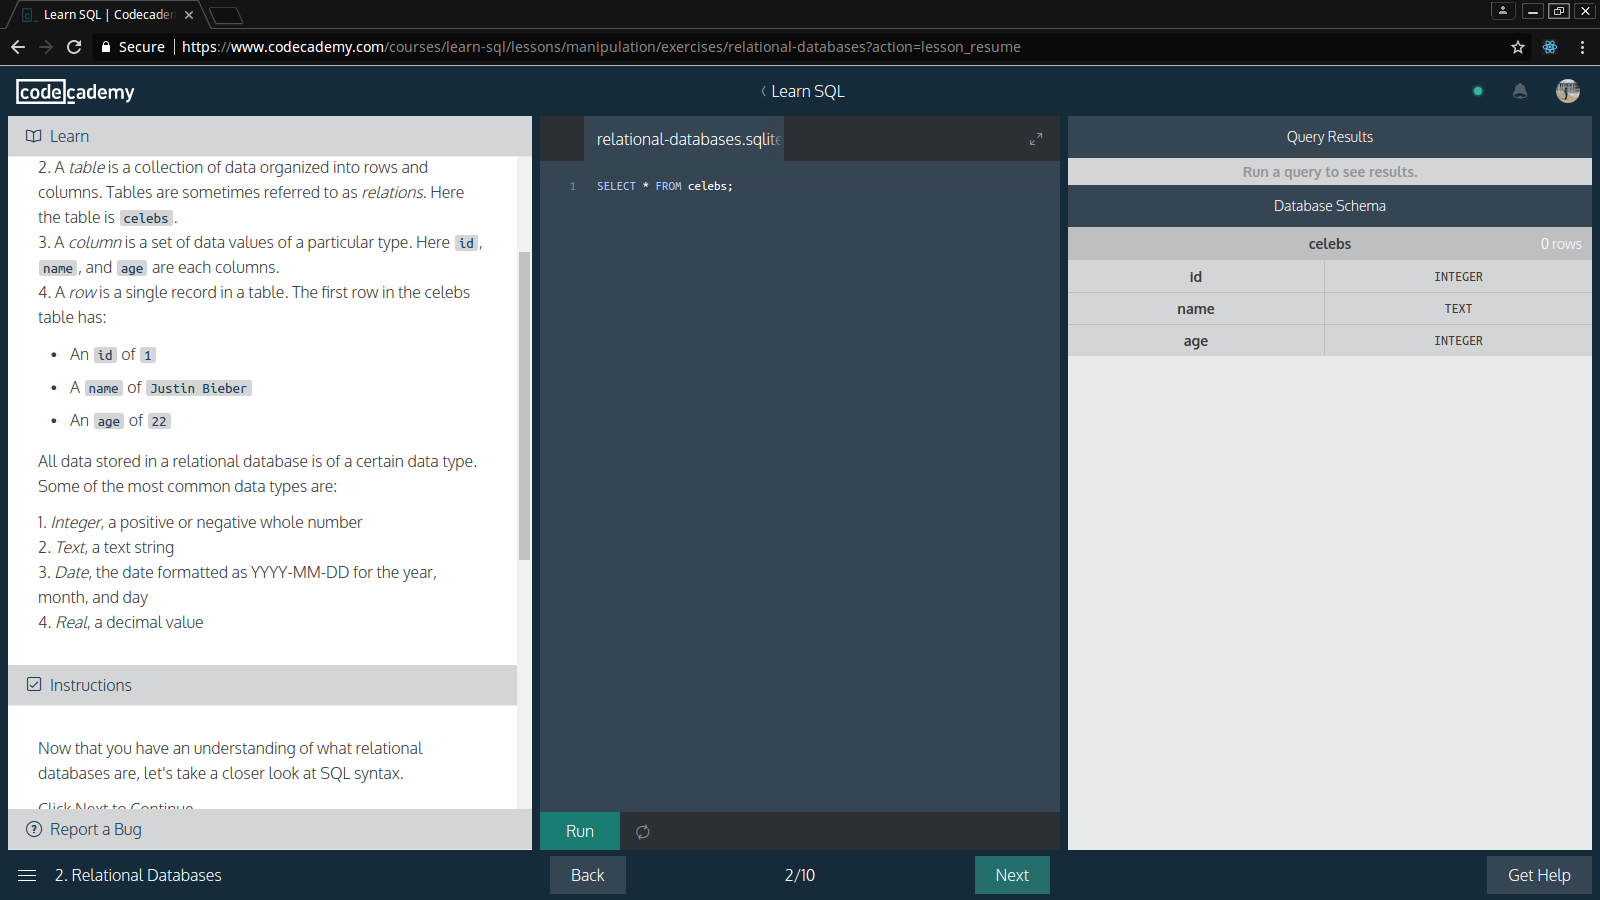 Learn SQL | Codecader
Secure
https://www.codecademy.com/courses/learn-sql/lessons/manipulation/exercises/relational-databases?action=lesson_resume
codecademy
Learn SQL
Learn
2. A table is a collection of data organized into rows and
columns. Tables are sometimes referred to as relations. Here
the table is celebs.
3. A column is a set of data values of a particular type. Here id,
name, and age are each columns.
4. A row is a single record in a table. The first row in the celebs
table has:
• An id of 1
• A name of Justin Bieber
• An age of 22
All data stored in a relational database is of a certain data type.
Some of the most common data types are:
1. Integer, a positive or negative whole number
2. Text, a text string
3. Date, the date formatted as YYYY-MM-DD for the year,
month, and day
4. Real, a decimal value
Instructions
Now that you have an understanding of what relational
databases are, let's take a closer look at SQL syntax.
Click Next to Continue
Report a Bug
relational-databases.sqlite
1 SELECT * FROM celebs;
Run
Query Results
Run a query to see results.
Database Schema
celebs 0 rows
id INTEGER
name TEXT
age INTEGER
2. Relational Databases
Back
2/10
Next
Get Help